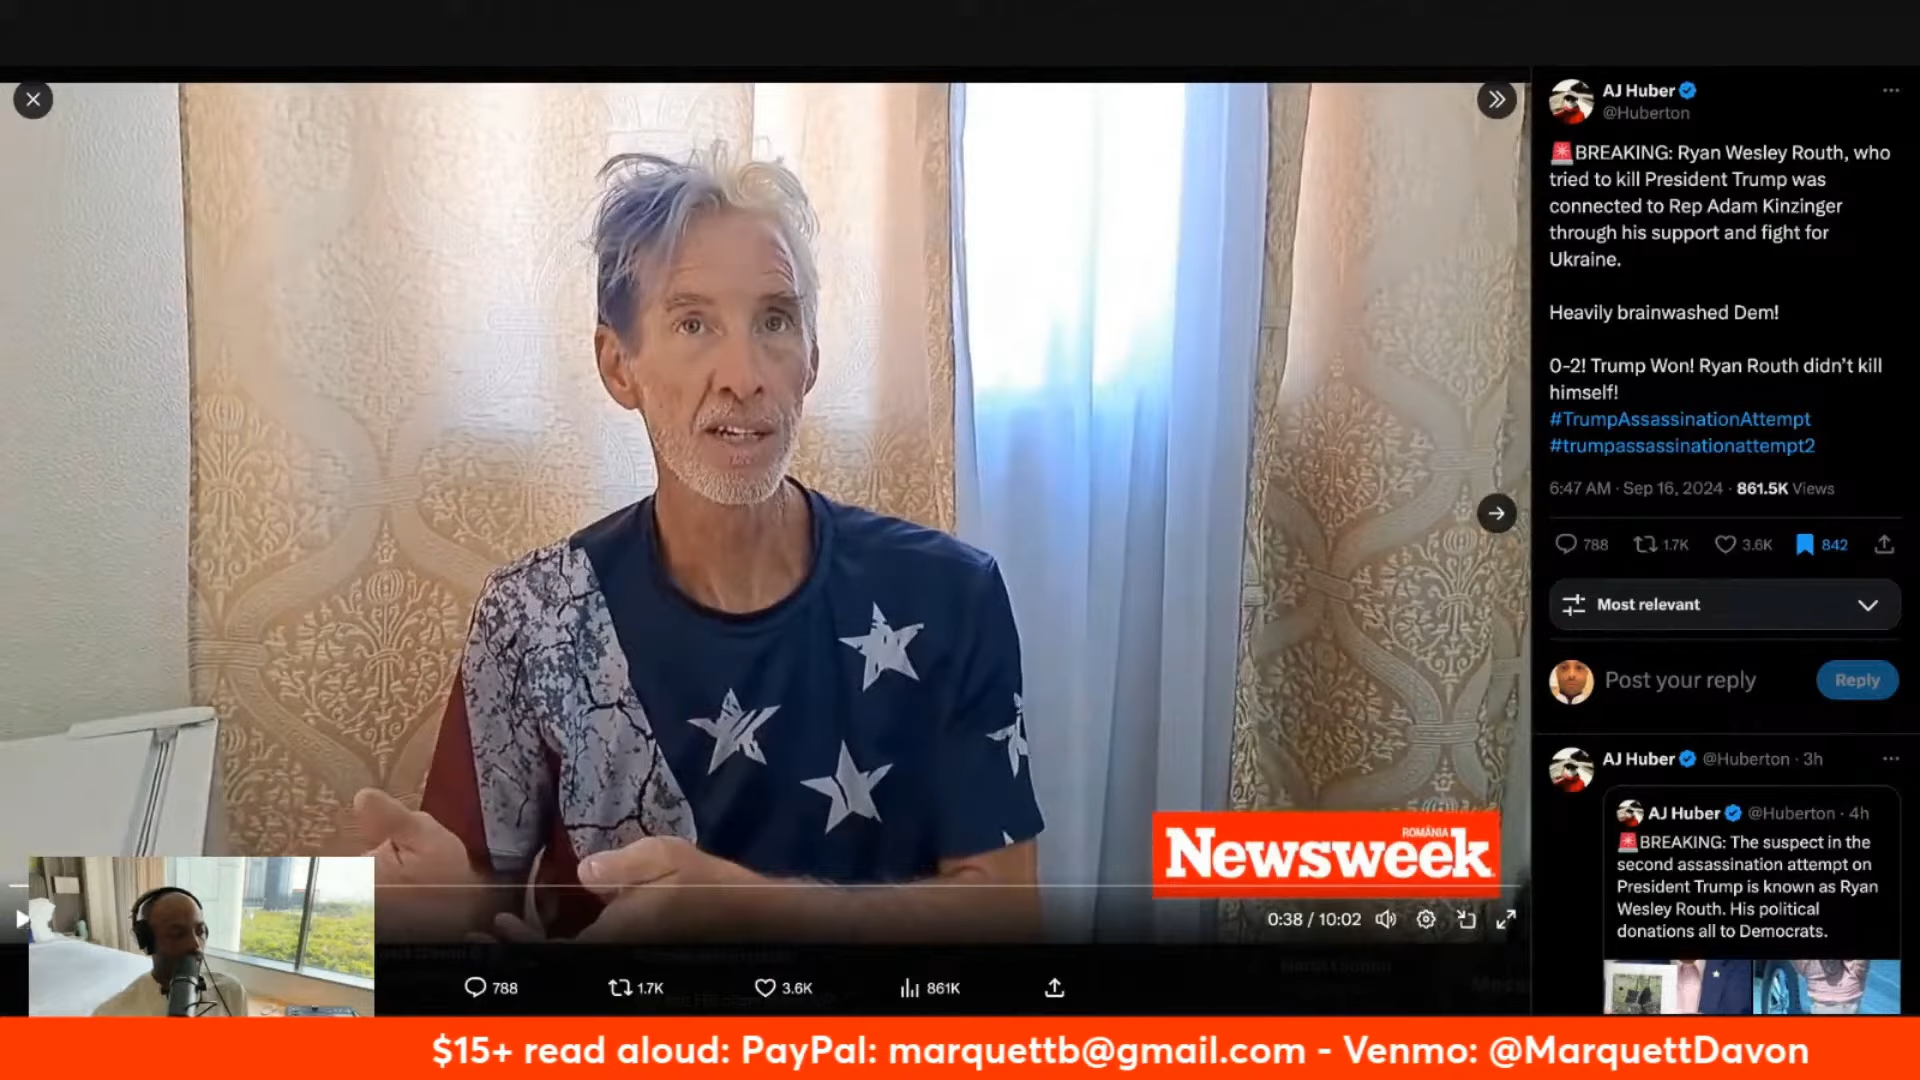 AJ Huber
@Huberton
BREAKING: Ryan Wesley Routh, who
tried to kill President Trump was
connected to Rep Adam Kinzinger
through his support and fight for
Ukraine.
Heavily brainwashed Dem!
0-2! Trump Won! Ryan Routh didn’t kill
himself!
#TrumpAssassinationAttempt
#trumpassassinationattempt2
6:47 AM · Sep 16, 2024 · 861.5K Views
788 1.7K 3.6K 842
Most relevant
Post your reply Reply
AJ Huber @Huberton · 3h
AJ Huber @Huberton · 4h
BREAKING: The suspect in the
second assassination attempt on
President Trump is known as Ryan
Wesley Routh. His political
donations all to Democrats.
ROMÂNIA
Newsweek
0:38 / 10:02
788 1.7K 3.6K 861K
$15+ read aloud: PayPal: marquettb@gmail.com - Venmo: @MarquettDavon